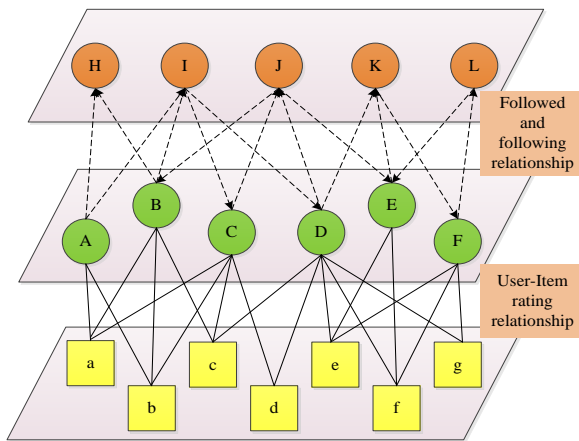 H I J K L
Followed
and
following
relationship
B E
A C D F
User-Item
rating
relationship
a c e g
b d f